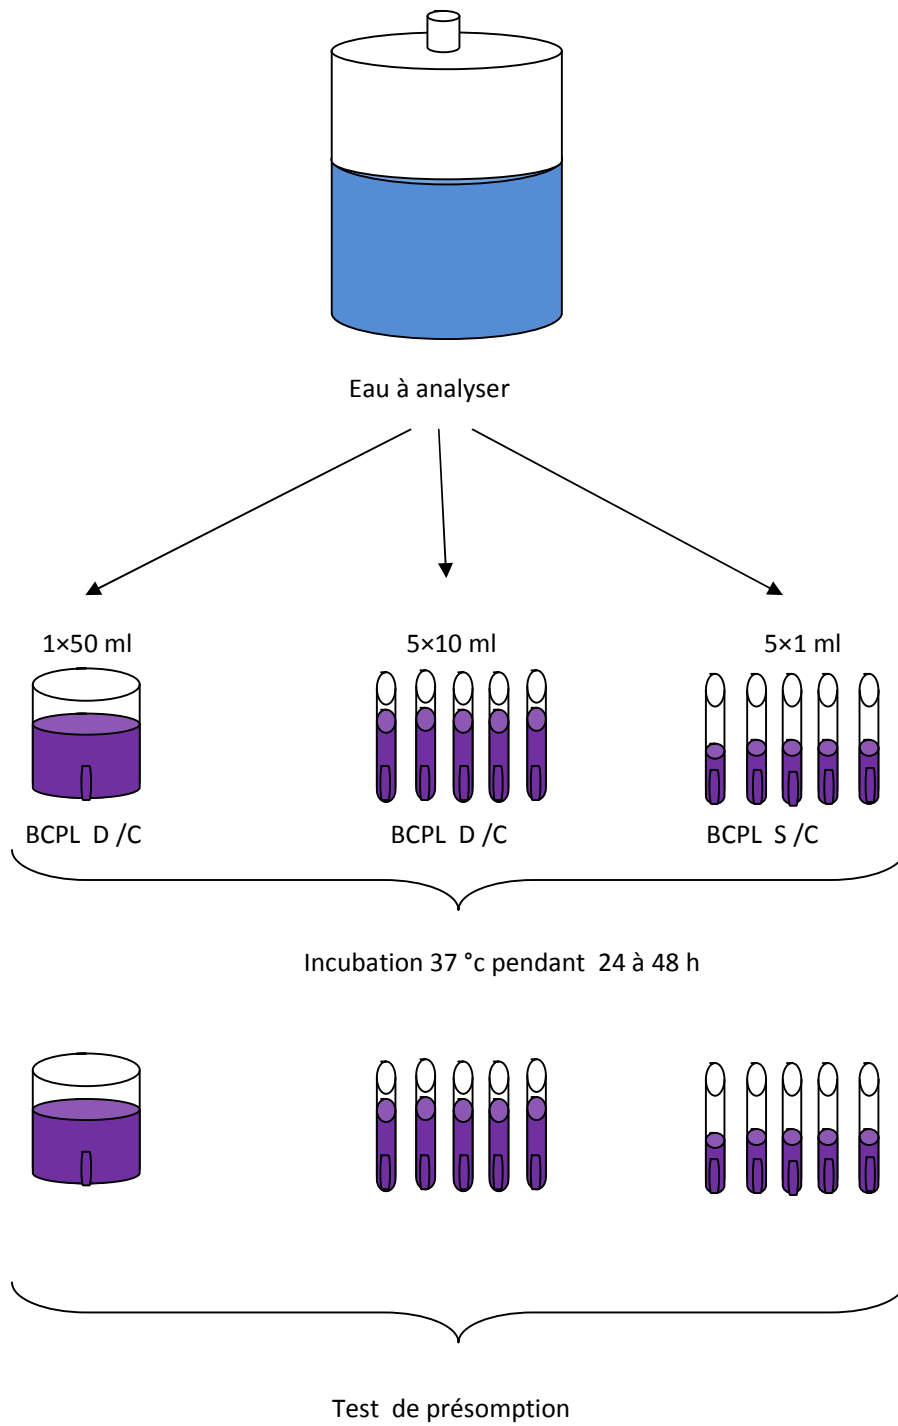 Eau à analyser
1×50 ml 5×10 ml 5×1 ml
BCPL D /C BCPL D /C BCPL S /C
Incubation 37 °c pendant 24 à 48 h
Test de présomption